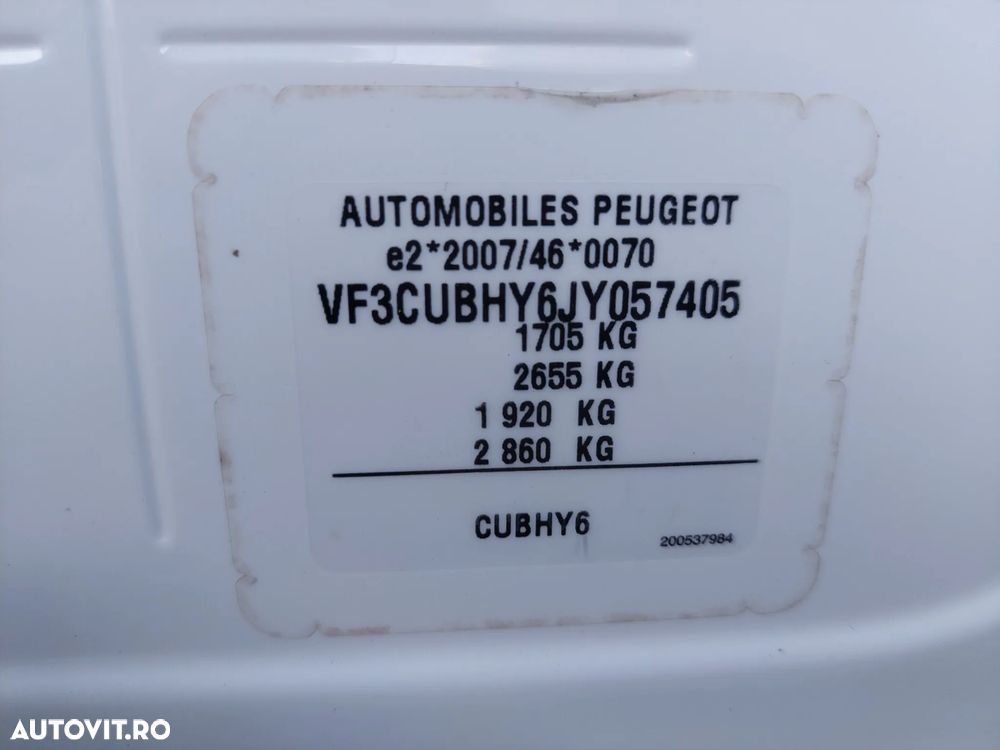 AUTOMOBILES PEUGEOT
e2*2007/46*0070
VF3CUBHY6JY057405
1705 KG
2655 KG
1 920 KG
2 860 KG
CUBHY6
200537984
AUTOVIT.RO